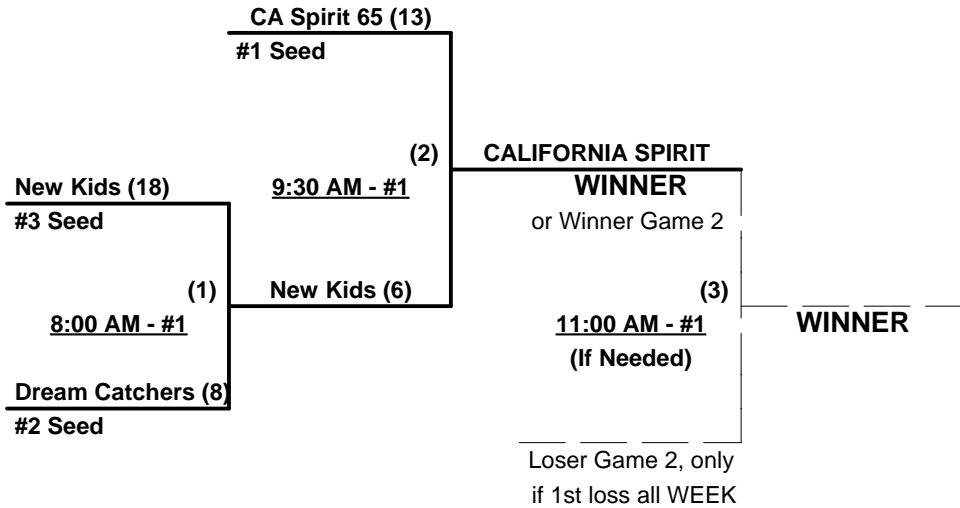 CA Spirit 65 (13)
#1 Seed
(2)
CALIFORNIA SPIRIT
New Kids (18)
9:30 AM - #1
WINNER
#3 Seed
or Winner Game 2
(1)
New Kids (6)
(3)
8:00 AM - #1
11:00 AM - #1
WINNER
(If Needed)
Dream Catchers (8)
#2 Seed
Loser Game 2, only
if 1st loss all WEEK